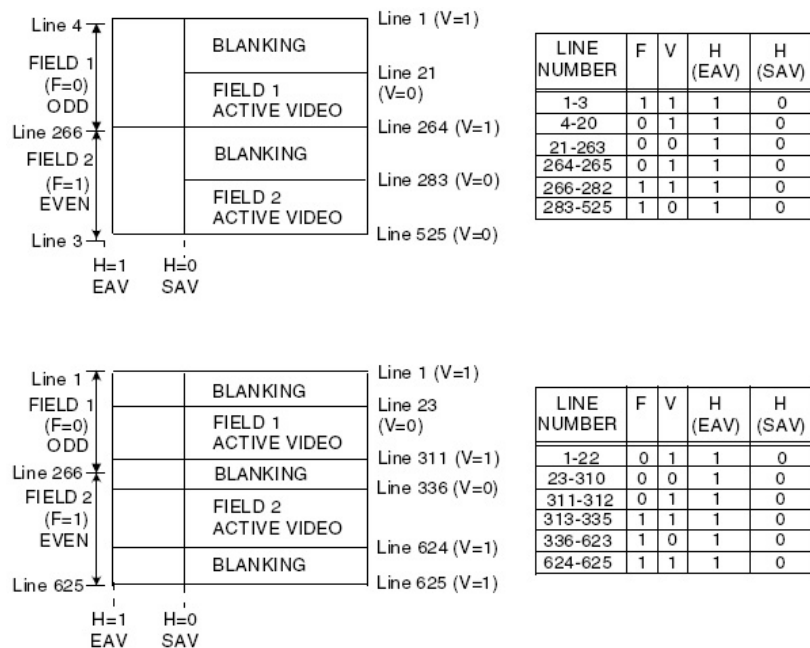 Line 4
FIELD 1
(F=0)
ODD
Line 266
FIELD 2
(F=1)
EVEN
Line 3
BLANKING
FIELD 1
ACTIVE VIDEO
BLANKING
FIELD 2
ACTIVE VIDEO
Line 1 (V=1)
Line 21
(V=0)
Line 264 (V=1)
Line 283 (V=0)
Line 525 (V=0)
H=1 H=0
EAV SAV
LINE NUMBER F V H (EAV) H (SAV)
1-3 1 1 1 0
4-20 0 1 1 0
21-263 0 0 1 0
264-265 0 1 1 0
266-282 1 1 1 0
283-525 1 0 1 0
Line 1
FIELD 1
(F=0)
ODD
Line 266
FIELD 2
(F=1)
EVEN
Line 625
BLANKING
FIELD 1
ACTIVE VIDEO
BLANKING
FIELD 2
ACTIVE VIDEO
BLANKING
Line 1 (V=1)
Line 23
(V=0)
Line 311 (V=1)
Line 336 (V=0)
Line 624 (V=1)
Line 625 (V=1)
H=1 H=0
EAV SAV
LINE NUMBER F V H (EAV) H (SAV)
1-22 0 1 1 0
23-310 0 0 1 0
311-312 0 1 1 0
313-335 1 1 1 0
336-623 1 0 1 0
624-625 1 1 1 0